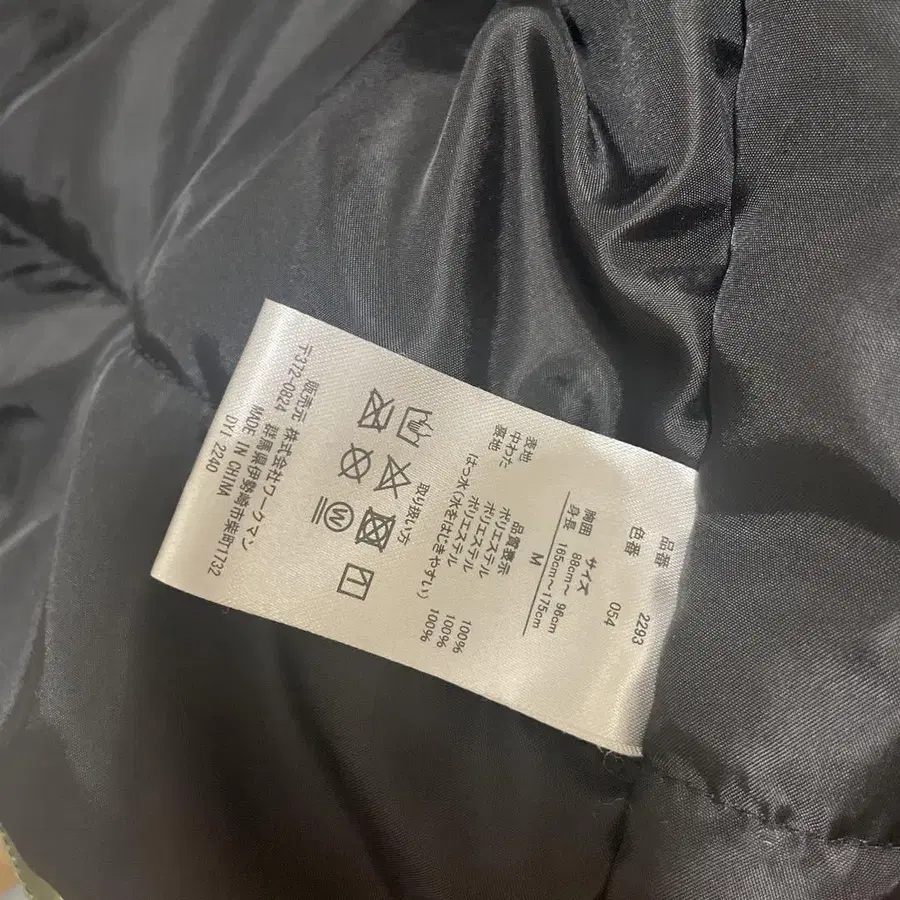 品番 2293
色番 054
サイズ
胸囲 88cm～ 96cm
身長 165cm～175cm
M
品質表示
表地 ポリエステル 100%
中わた ポリエステル 100%
裏地 ポリエステル 100%
はっ水(水をはじきやすい)
取り扱い方
W
販売元 株式会社ワークマン
〒372-0824 群馬県伊勢崎市柴町1732
MADE IN CHINA
DYI 2240